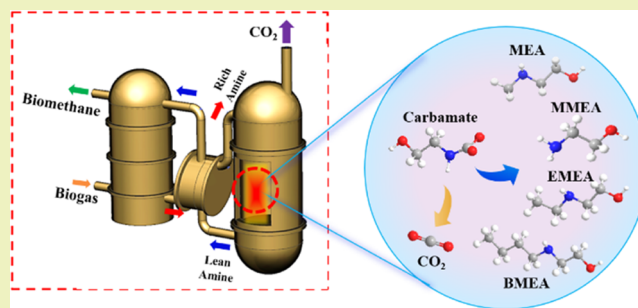 CO2
Rich
Amine
Biomethane
Biogas
Lean
Amine
MEA
MMEA
Carbamate
EMEA
CO2
BMEA